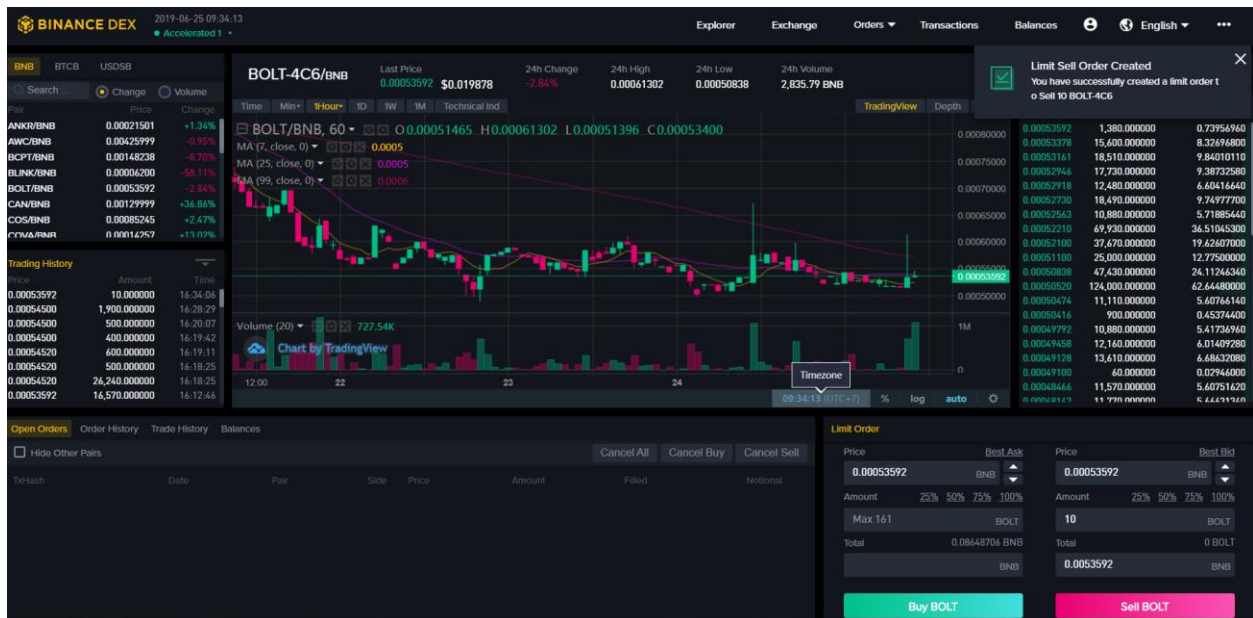 BINANCE DEX
2019-06-25 09:34:13
Accelerated 1
Explorer Exchange Orders Transactions Balances English
Limit Sell Order Created
You have successfully created a limit order t
o Sell 10 BOLT-4C6
BNB BTCB USDSB
Search ... Change Volume
Pair Price Change
ANKR/BNB 0.00021501 +1.34%
AWC/BNB 0.00425999 -0.95%
BCPT/BNB 0.00148238 -8.70%
BLINK/BNB 0.00006200 -58.11%
BOLT/BNB 0.00053592 -2.84%
CAN/BNB 0.00129999 +36.86%
COS/BNB 0.00085245 +2.47%
COVA/BNB 0.00014257 +13.02%
Trading History
Price Amount Time
0.00053592 10.000000 16:34:06
0.00054500 1,900.000000 16:28:29
0.00054500 500.000000 16:20:07
0.00054500 400.000000 16:19:42
0.00054520 600.000000 16:19:11
0.00054520 500.000000 16:18:25
0.00054520 26,240.000000 16:18:25
0.00053592 16,570.000000 16:12:46
BOLT-4C6/BNB
Last Price 24h Change 24h High 24h Low 24h Volume
0.00053592 $0.019878 -2.84% 0.00061302 0.00050838 2,835.79 BNB
Time Min 1Hour 1D 1W 1M Technical Ind TradingView Depth
BOLT/BNB, 60 O0.00051465 H0.00061302 L0.00051396 C0.00053400
MA (7, close, 0) 0.0005
MA (25, close, 0) 0.0005
MA (99, close, 0) 0.0006
0.00080000
0.00075000
0.00070000
0.00065000
0.00060000
0.00055000
0.00053592
0.00050000
Volume (20) 727.54K
1M
Chart by TradingView
0
12:00 22 23 24
Timezone
09:34:13 (UTC+7) % log auto
0.00053592 1,380.000000 0.73956960
0.00053378 15,600.000000 8.32696800
0.00053161 18,510.000000 9.84010110
0.00052946 17,730.000000 9.38732580
0.00052918 12,480.000000 6.60416640
0.00052730 18,490.000000 9.74977700
0.00052563 10,880.000000 5.71885440
0.00052210 69,930.000000 36.51045300
0.00052100 37,670.000000 19.62607000
0.00051100 25,000.000000 12.77500000
0.00050838 47,430.000000 24.11246340
0.00050520 124,000.000000 62.64480000
0.00050474 11,110.000000 5.60766140
0.00050416 900.000000 0.45374400
0.00049792 10,880.000000 5.41736960
0.00049458 12,160.000000 6.01409280
0.00049128 13,610.000000 6.68632080
0.00049100 60.000000 0.02946000
0.00048466 11,570.000000 5.60751620
Open Orders Order History Trade History Balances
Hide Other Pairs Cancel All Cancel Buy Cancel Sell
TxHash Date Pair Side Price Amount Filled Notional
Limit Order
Price Best Ask Price Best Bid
0.00053592 BNB 0.00053592 BNB
Amount 25% 50% 75% 100% Amount 25% 50% 75% 100%
Max 161 BOLT 10 BOLT
Total 0.08648706 BNB Total 0 BOLT
BNB 0.0053592 BNB
Buy BOLT Sell BOLT